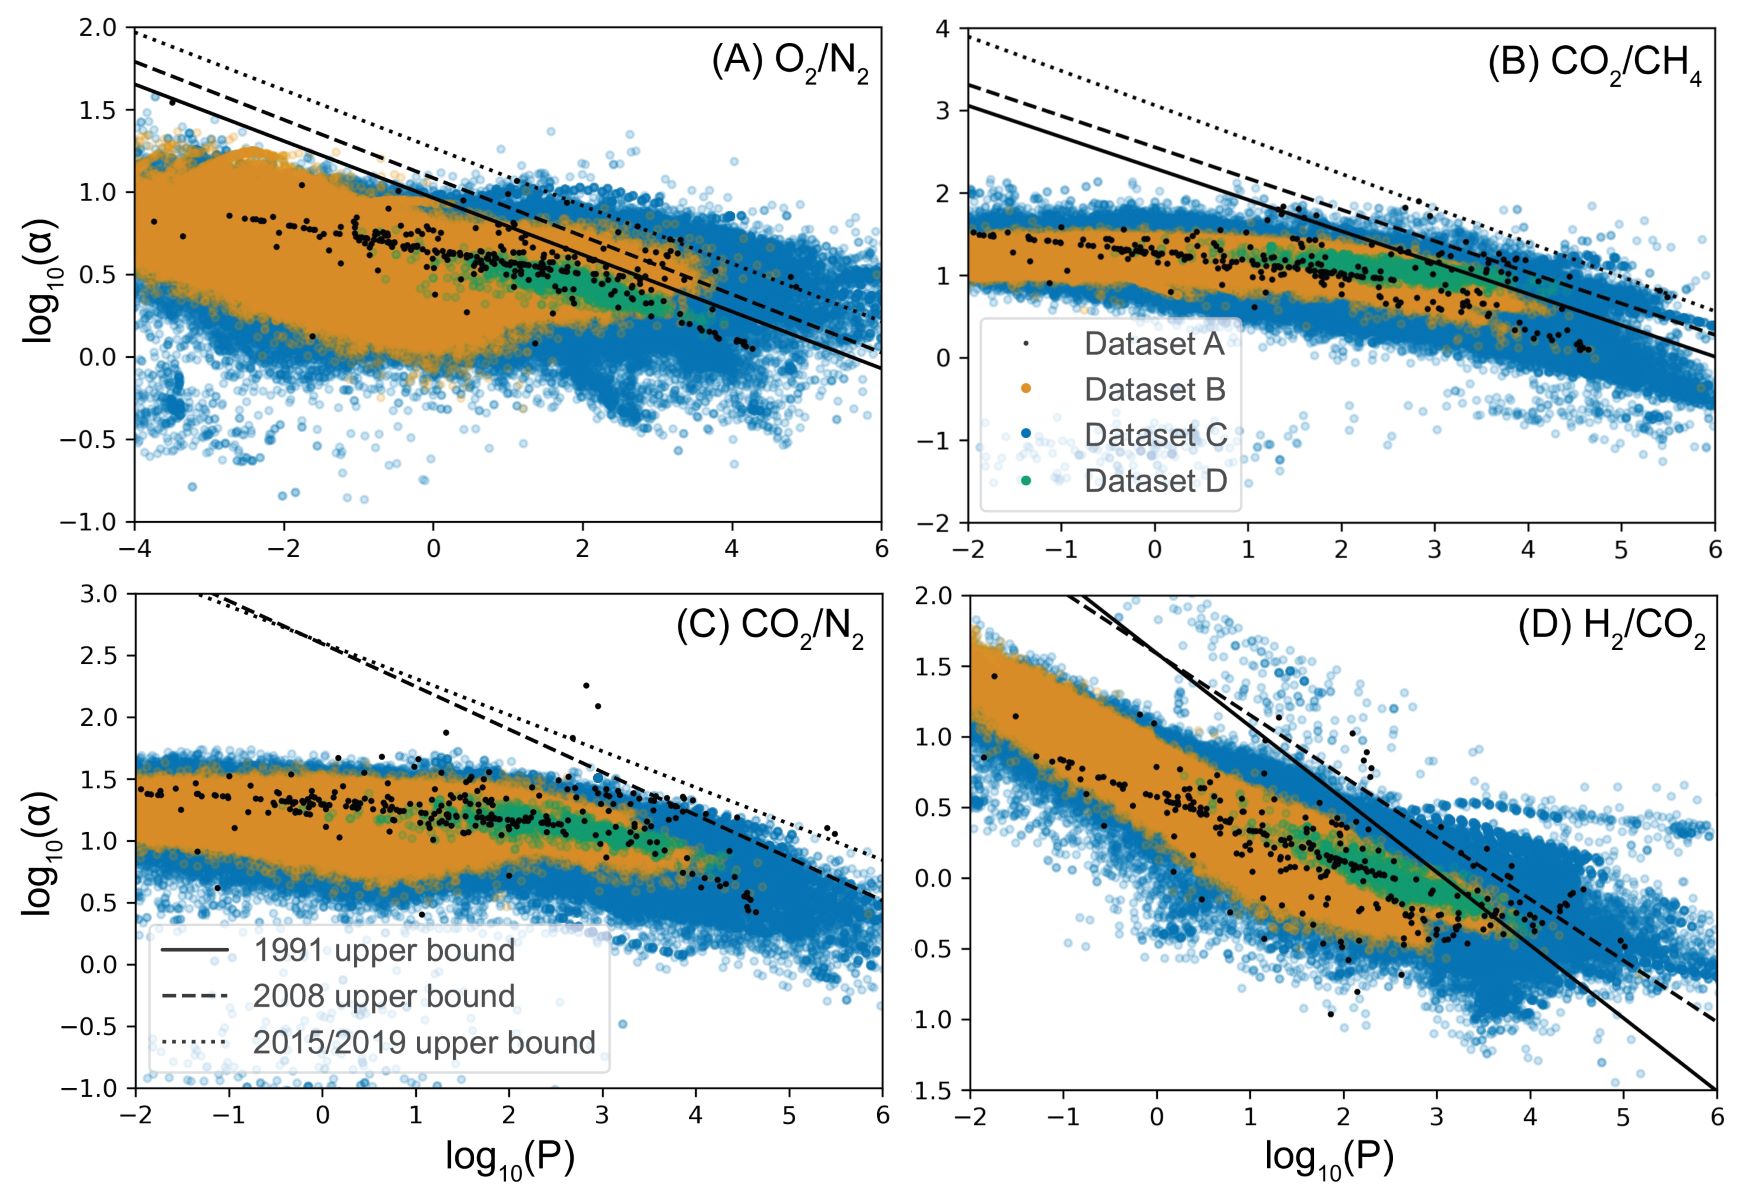 2.0
1.5
1.0
0.5
0.0
−0.5
−1.0
log10(α)
(A) O2/N2
−4 −2 0 2 4 6
4
3
2
1
0
−1
−2
(B) CO2/CH4
Dataset A
Dataset B
Dataset C
Dataset D
−2 −1 0 1 2 3 4 5 6
3.0
2.5
2.0
1.5
1.0
0.5
0.0
−0.5
−1.0
log10(α)
(C) CO2/N2
1991 upper bound
2008 upper bound
2015/2019 upper bound
−2 −1 0 1 2 3 4 5 6
log10(P)
2.0
1.5
1.0
0.5
0.0
0.5
1.0
1.5
(D) H2/CO2
−2 −1 0 1 2 3 4 5 6
log10(P)